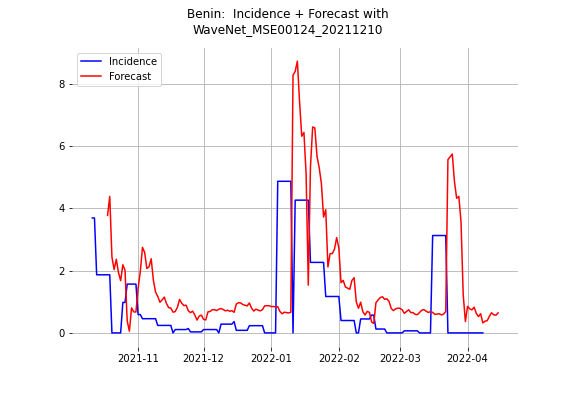 Benin:  Incidence + Forecast with
WaveNet_MSE00124_20211210
Incidence
Forecast
8
6
4
2
0
2021-11
2021-12
2022-01
2022-02
2022-03
2022-04